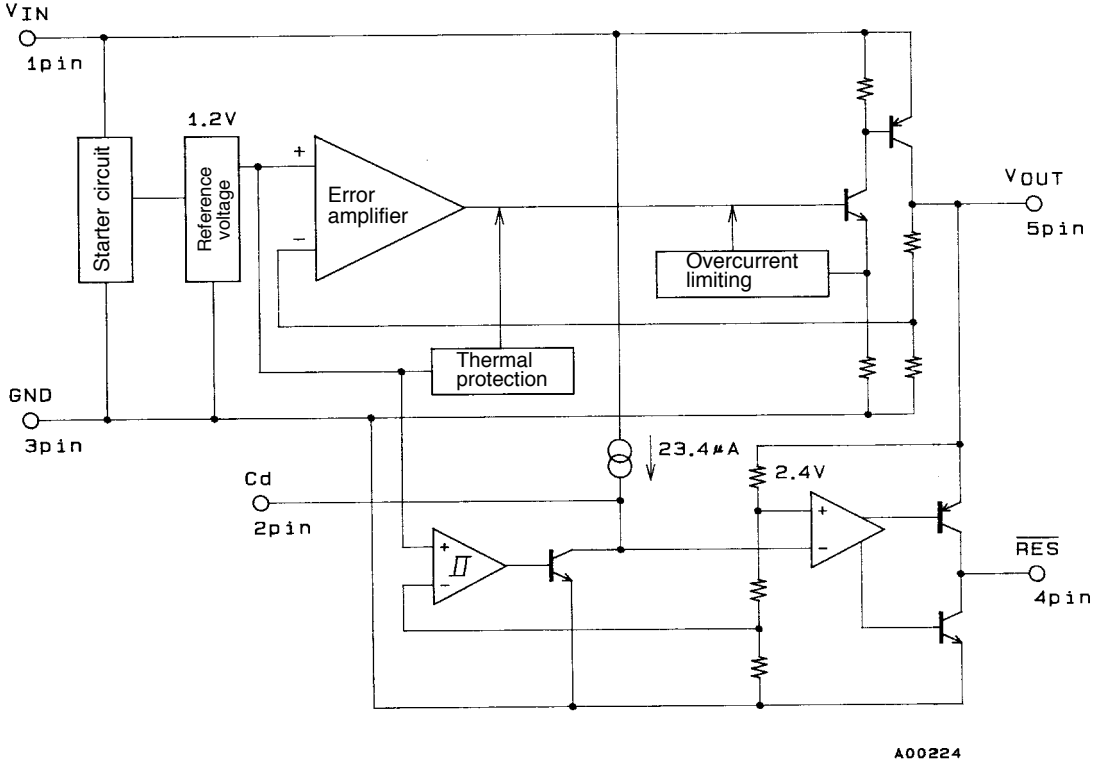 VIN
1pin
1.2V
Starter circuit
Reference
voltage
+
Error
amplifier
−
VOUT
5pin
Overcurrent
limiting
Thermal
protection
GND
3pin
23.4μA
2.4V
Cd
2pin
+
−
+
−
RES
4pin
A00224